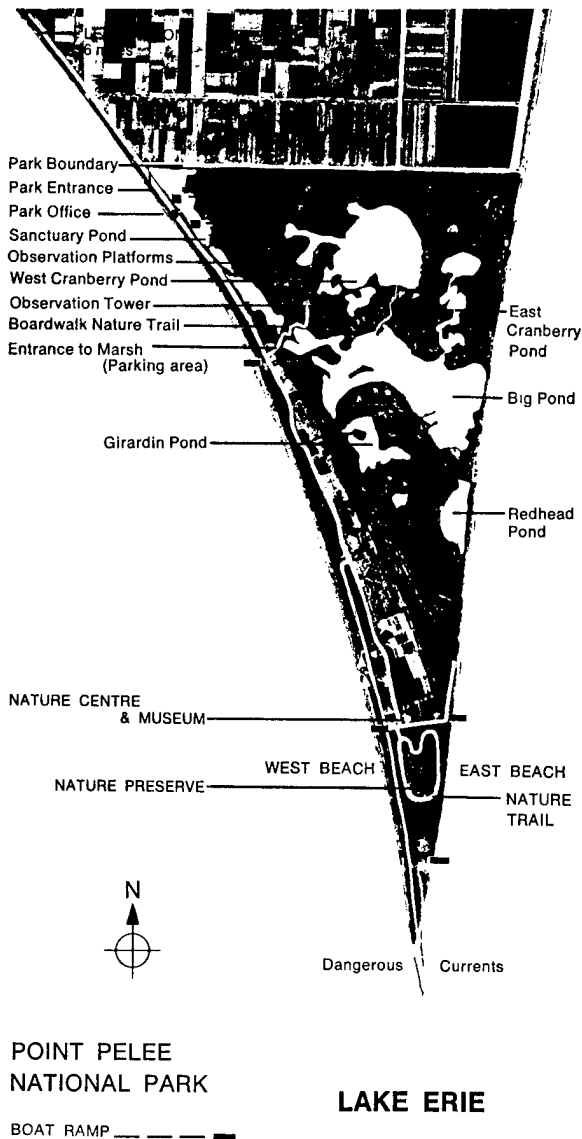 Park Boundary
Park Entrance
Park Office
Sanctuary Pond
Observation Platforms
West Cranberry Pond
Observation Tower
Boardwalk Nature Trail
Entrance to Marsh
(Parking area)
East
Cranberry
Pond
Big Pond
Girardin Pond
Redhead
Pond
NATURE CENTRE
& MUSEUM
WEST BEACH
EAST BEACH
NATURE PRESERVE
NATURE
TRAIL
N
Dangerous Currents
POINT PELEE
NATIONAL PARK
LAKE ERIE
BOAT RAMP